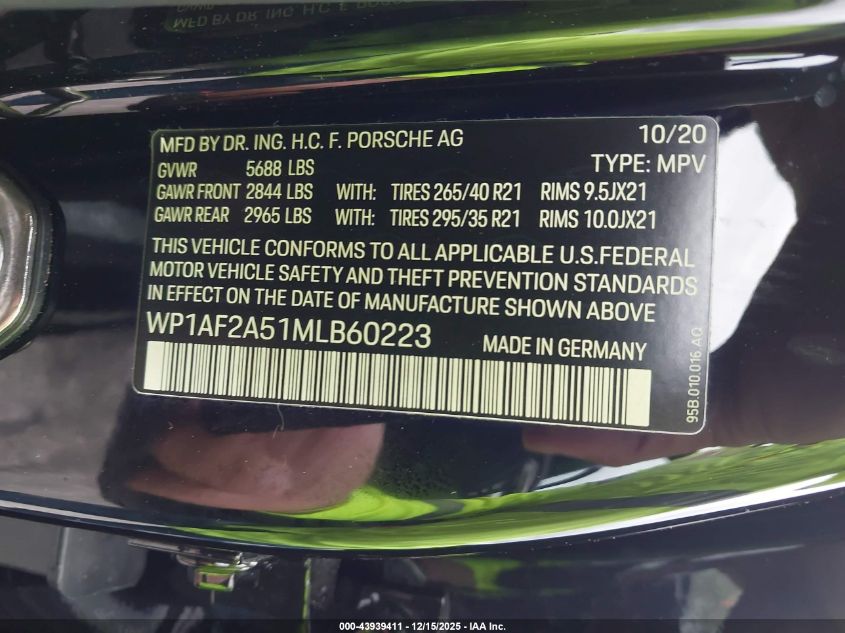 MFD BY DR. ING. H.C. F. PORSCHE AG 10/20
GVWR 5688 LBS TYPE: MPV
GAWR FRONT 2844 LBS WITH: TIRES 265/40 R21 RIMS 9.5JX21
GAWR REAR 2965 LBS WITH: TIRES 295/35 R21 RIMS 10.0JX21
THIS VEHICLE CONFORMS TO ALL APPLICABLE U.S.FEDERAL
MOTOR VEHICLE SAFETY AND THEFT PREVENTION STANDARDS
IN EFFECT ON THE DATE OF MANUFACTURE SHOWN ABOVE
WP1AF2A51MLB60223 MADE IN GERMANY
95B.010.016 AQ
000-43939411 - 12/15/2025 - IAA Inc.